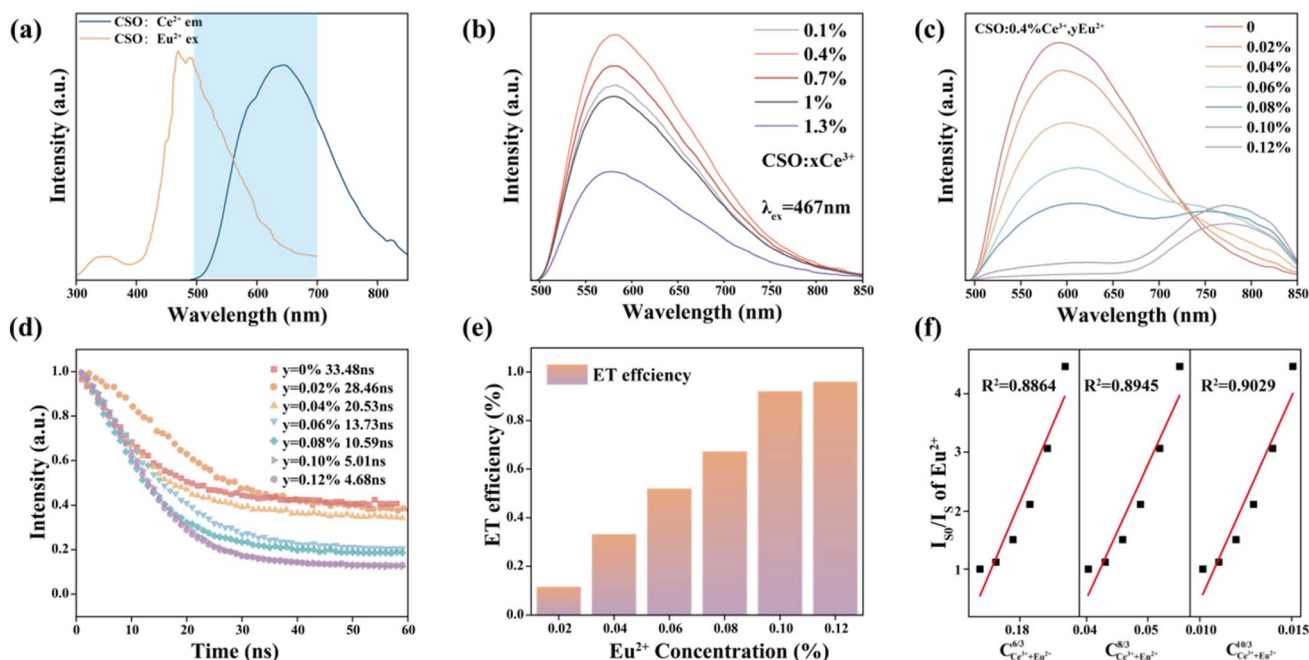 (a)
CSO: Ce²⁺ em
CSO: Eu²⁺ ex
Intensity (a.u.)
300 400 500 600 700 800
Wavelength (nm)
(b)
0.1%
0.4%
0.7%
1%
1.3%
CSO:xCe³⁺
λex=467nm
Intensity (a.u.)
500 550 600 650 700 750 800 850
Wavelength (nm)
(c)
CSO:0.4%Ce³⁺,yEu²⁺
0
0.02%
0.04%
0.06%
0.08%
0.10%
0.12%
Intensity (a.u.)
500 550 600 650 700 750 800 850
Wavelength (nm)
(d)
y=0% 33.48ns
y=0.02% 28.46ns
y=0.04% 20.53ns
y=0.06% 13.73ns
y=0.08% 10.59ns
y=0.10% 5.01ns
y=0.12% 4.68ns
Intensity (a.u.)
1.0
0.8
0.6
0.4
0.2
0.0
0 10 20 30 40 50 60
Time (ns)
(e)
ET effciency
ET efficiency (%)
1.0
0.8
0.6
0.4
0.2
0.0
0.02 0.04 0.06 0.08 0.10 0.12
Eu²⁺ Concentration (%)
(f)
R²=0.8864 R²=0.8945 R²=0.9029
I_S0/I_S of Eu²⁺
4
3
2
1
0.18 0.04 0.05 0.010 0.015
C^6/3_Ce³⁺+Eu²⁺ C^8/3_Ce³⁺+Eu²⁺ C^10/3_Ce³⁺+Eu²⁺